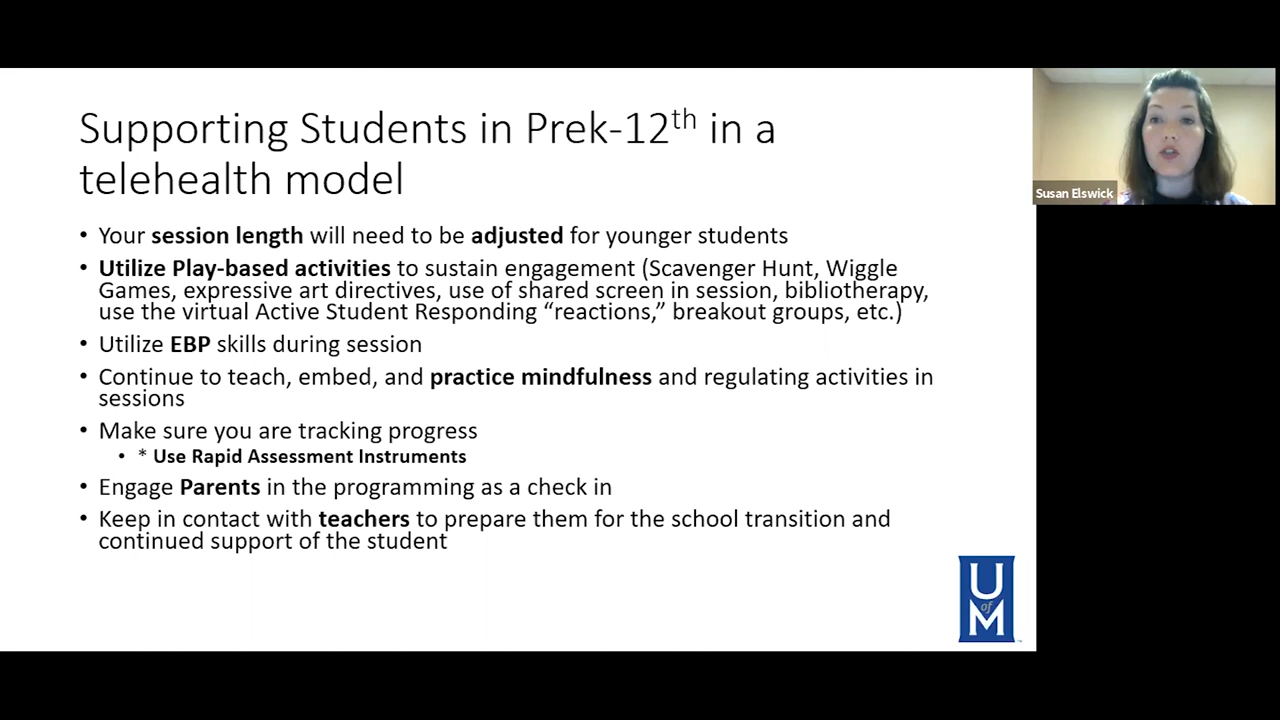 Supporting Students in Prek-12th in a
telehealth model
• Your session length will need to be adjusted for younger students
• Utilize Play-based activities to sustain engagement (Scavenger Hunt, Wiggle
Games, expressive art directives, use of shared screen in session, bibliotherapy,
use the virtual Active Student Responding “reactions,” breakout groups, etc.)
• Utilize EBP skills during session
• Continue to teach, embed, and practice mindfulness and regulating activities in
sessions
• Make sure you are tracking progress
• * Use Rapid Assessment Instruments
• Engage Parents in the programming as a check in
• Keep in contact with teachers to prepare them for the school transition and
continued support of the student
Susan Elswick
U
of
M